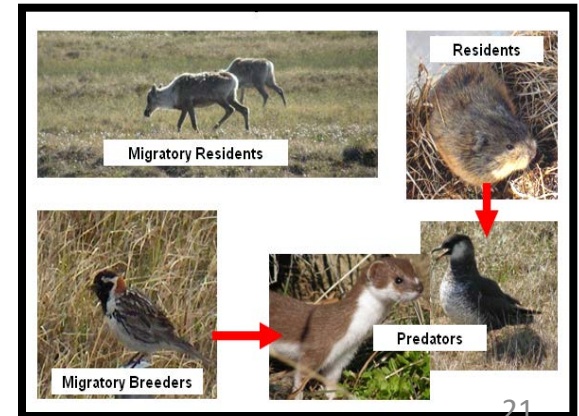 Residents
Migratory Residents
Predators
Migratory Breeders
21